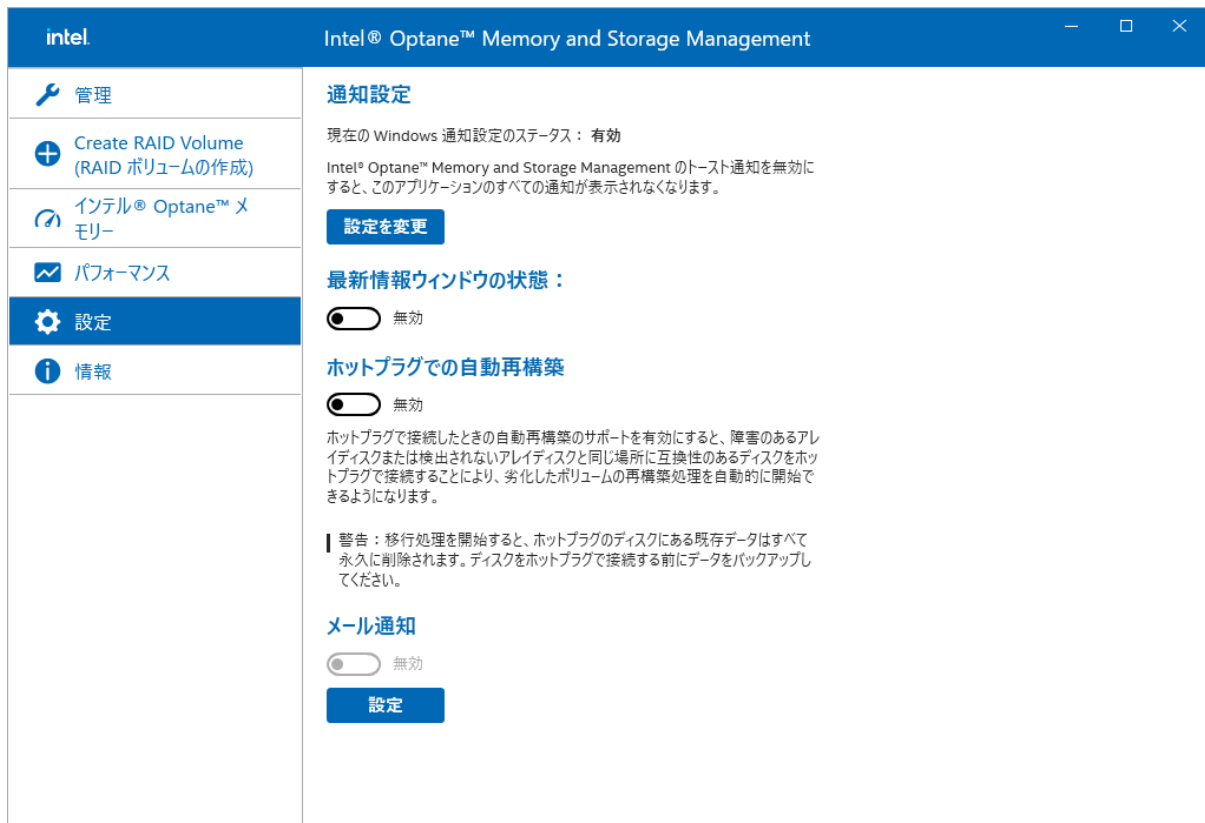 intel.
Intel® Optane™ Memory and Storage Management
管理
Create RAID Volume
(RAID ボリュームの作成)
インテル® Optane™ メ
モリー
パフォーマンス
設定
情報
通知設定
現在の Windows 通知設定のステータス： 有効
Intel® Optane™ Memory and Storage Management のトースト通知を無効に
すると、このアプリケーションのすべての通知が表示されなくなります。
設定を変更
最新情報ウィンドウの状態：
無効
ホットプラグでの自動再構築
無効
ホットプラグで接続したときの自動再構築のサポートを有効にすると、障害のあるアレ
イディスクまたは検出されないアレイディスクと同じ場所に互換性のあるディスクをホッ
トプラグで接続することにより、劣化したボリュームの再構築処理を自動的に開始で
きるようになります。
警告：移行処理を開始すると、ホットプラグのディスクにある既存データはすべて
永久に削除されます。ディスクをホットプラグで接続する前にデータをバックアップし
てください。
メール通知
無効
設定